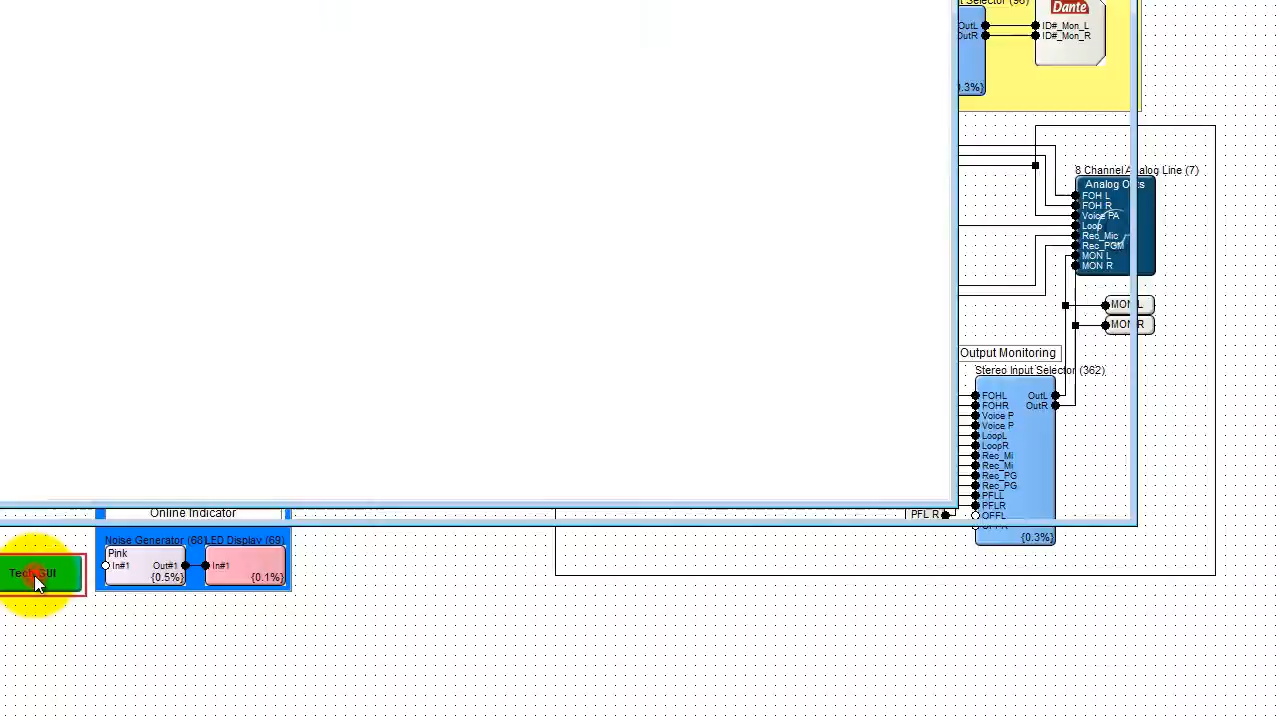 t Selector (96)
Dante
OutL
OutR
ID#_Mon_L
ID#_Mon_R
.3%}
8 Channel Analog Line (7)
Analog Outs
FOH L
FOH R
Voice PA
Loop
Rec_Mic
Rec_PGM
MON L
MON R
MON L
MON R
Output Monitoring
Stereo Input Selector (362)
FOHL OutL
FOHR OutR
Voice P
Voice P
LoopL
LoopR
Rec_Mi
Rec_Mi
Rec_PG
Rec_PG
PFLL
PFL R
PFLR
OFFL
{0.3%}
Online Indicator
Noise Generator (68)
LED Display (69)
Pink
In#1 Out#1
{0.5%}
In#1
{0.1%}
Tech GUI